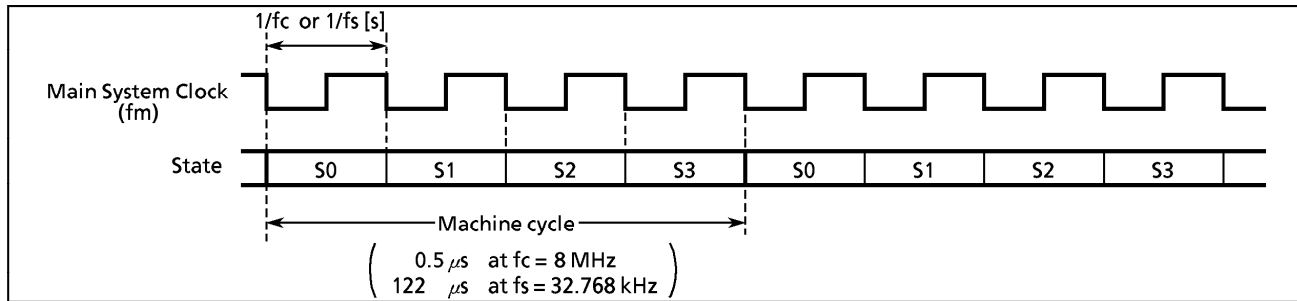 1/fc or 1/fs [s]
Main System Clock
(fm)
State S0 S1 S2 S3 S0 S1 S2 S3
Machine cycle
0.5 μs at fc = 8 MHz
122 μs at fs = 32.768 kHz